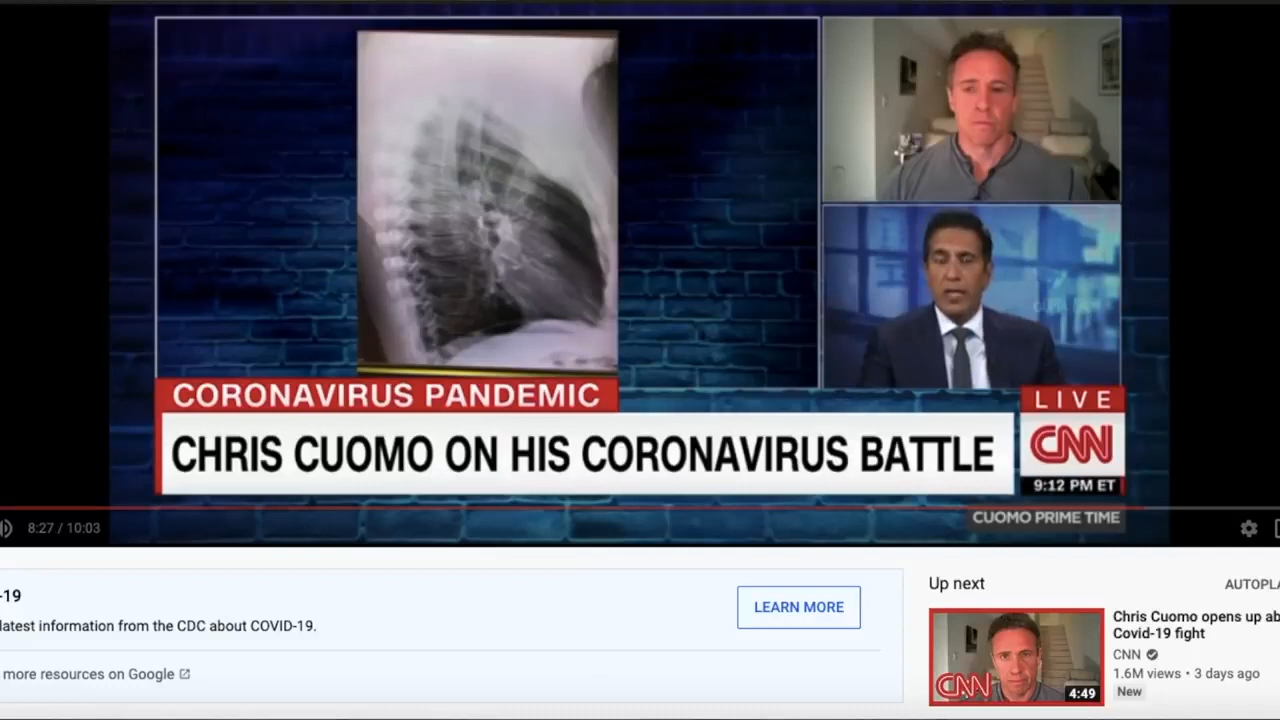 CORONAVIRUS PANDEMIC
CHRIS CUOMO ON HIS CORONAVIRUS BATTLE
LIVE
CNN
9:12 PM ET
CUOMO PRIME TIME
8:27 / 10:03
-19
latest information from the CDC about COVID-19.
LEARN MORE
more resources on Google
Up next
AUTOPLA
CNN
4:49
Chris Cuomo opens up ab
Covid-19 fight
CNN
1.6M views • 3 days ago
New